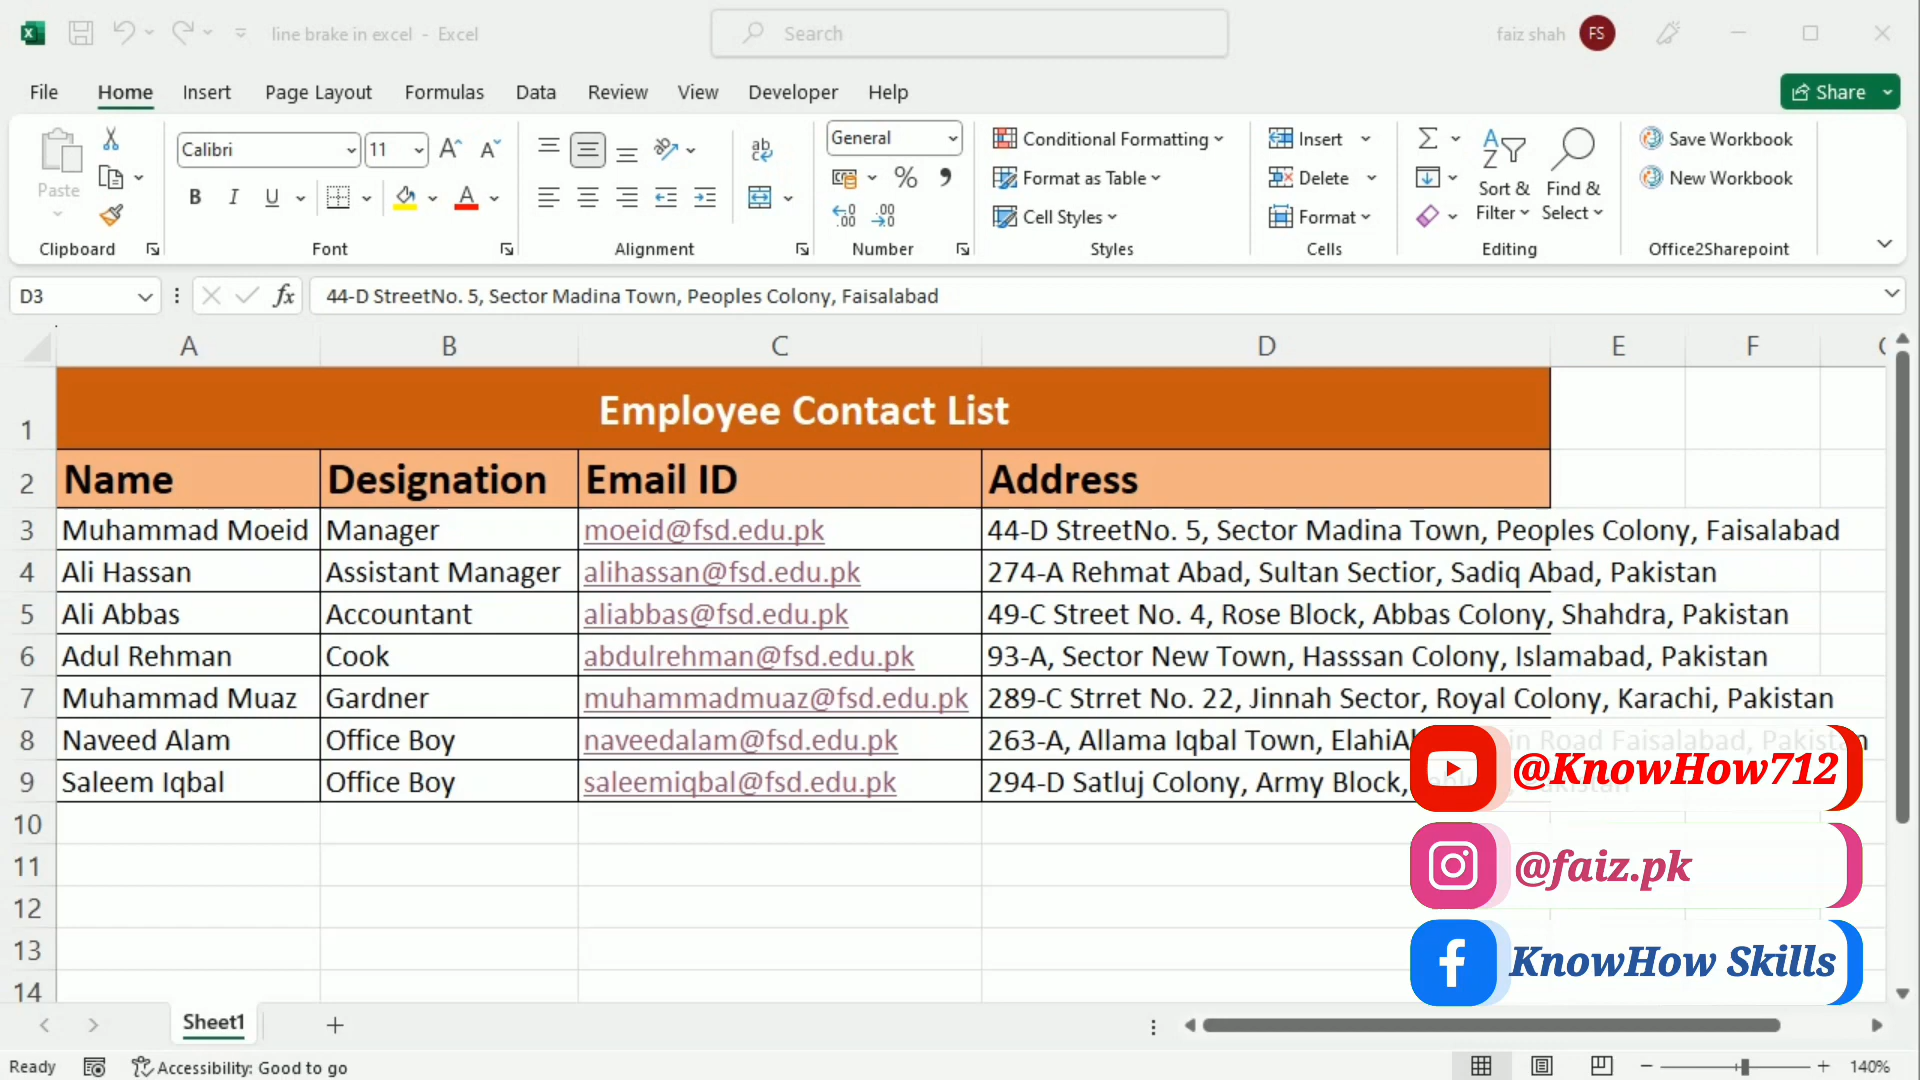 line brake in excel - Excel
Search
faiz shah FS
File Home Insert Page Layout Formulas Data Review View Developer Help
Share
Paste
Clipboard
Calibri 11
B I U A
Font
ab
Alignment
General
% ,
Number
Conditional Formatting
Format as Table
Cell Styles
Styles
Insert
Delete
Format
Cells
Sort & Filter
Find & Select
Editing
Save Workbook
New Workbook
Office2Sharepoint
D3 fx 44-D StreetNo. 5, Sector Madina Town, Peoples Colony, Faisalabad
A B C D E F
1 Employee Contact List
2 Name Designation Email ID Address
3 Muhammad Moeid Manager moeid@fsd.edu.pk 44-D StreetNo. 5, Sector Madina Town, Peoples Colony, Faisalabad
4 Ali Hassan Assistant Manager alihassan@fsd.edu.pk 274-A Rehmat Abad, Sultan Sectior, Sadiq Abad, Pakistan
5 Ali Abbas Accountant aliabbas@fsd.edu.pk 49-C Street No. 4, Rose Block, Abbas Colony, Shahdra, Pakistan
6 Adul Rehman Cook abdulrehman@fsd.edu.pk 93-A, Sector New Town, Hasssan Colony, Islamabad, Pakistan
7 Muhammad Muaz Gardner muhammadmuaz@fsd.edu.pk 289-C Strret No. 22, Jinnah Sector, Royal Colony, Karachi, Pakistan
8 Naveed Alam Office Boy naveedalam@fsd.edu.pk 263-A, Allama Iqbal Town, Road Faisalabad, Pakistan
9 Saleem Iqbal Office Boy saleemiqbal@fsd.edu.pk 294-D Satluj Colony, Army Block,
10
11
12
13
14
@KnowHow712
@faiz.pk
KnowHow Skills
Sheet1
Ready Accessibility: Good to go 140%